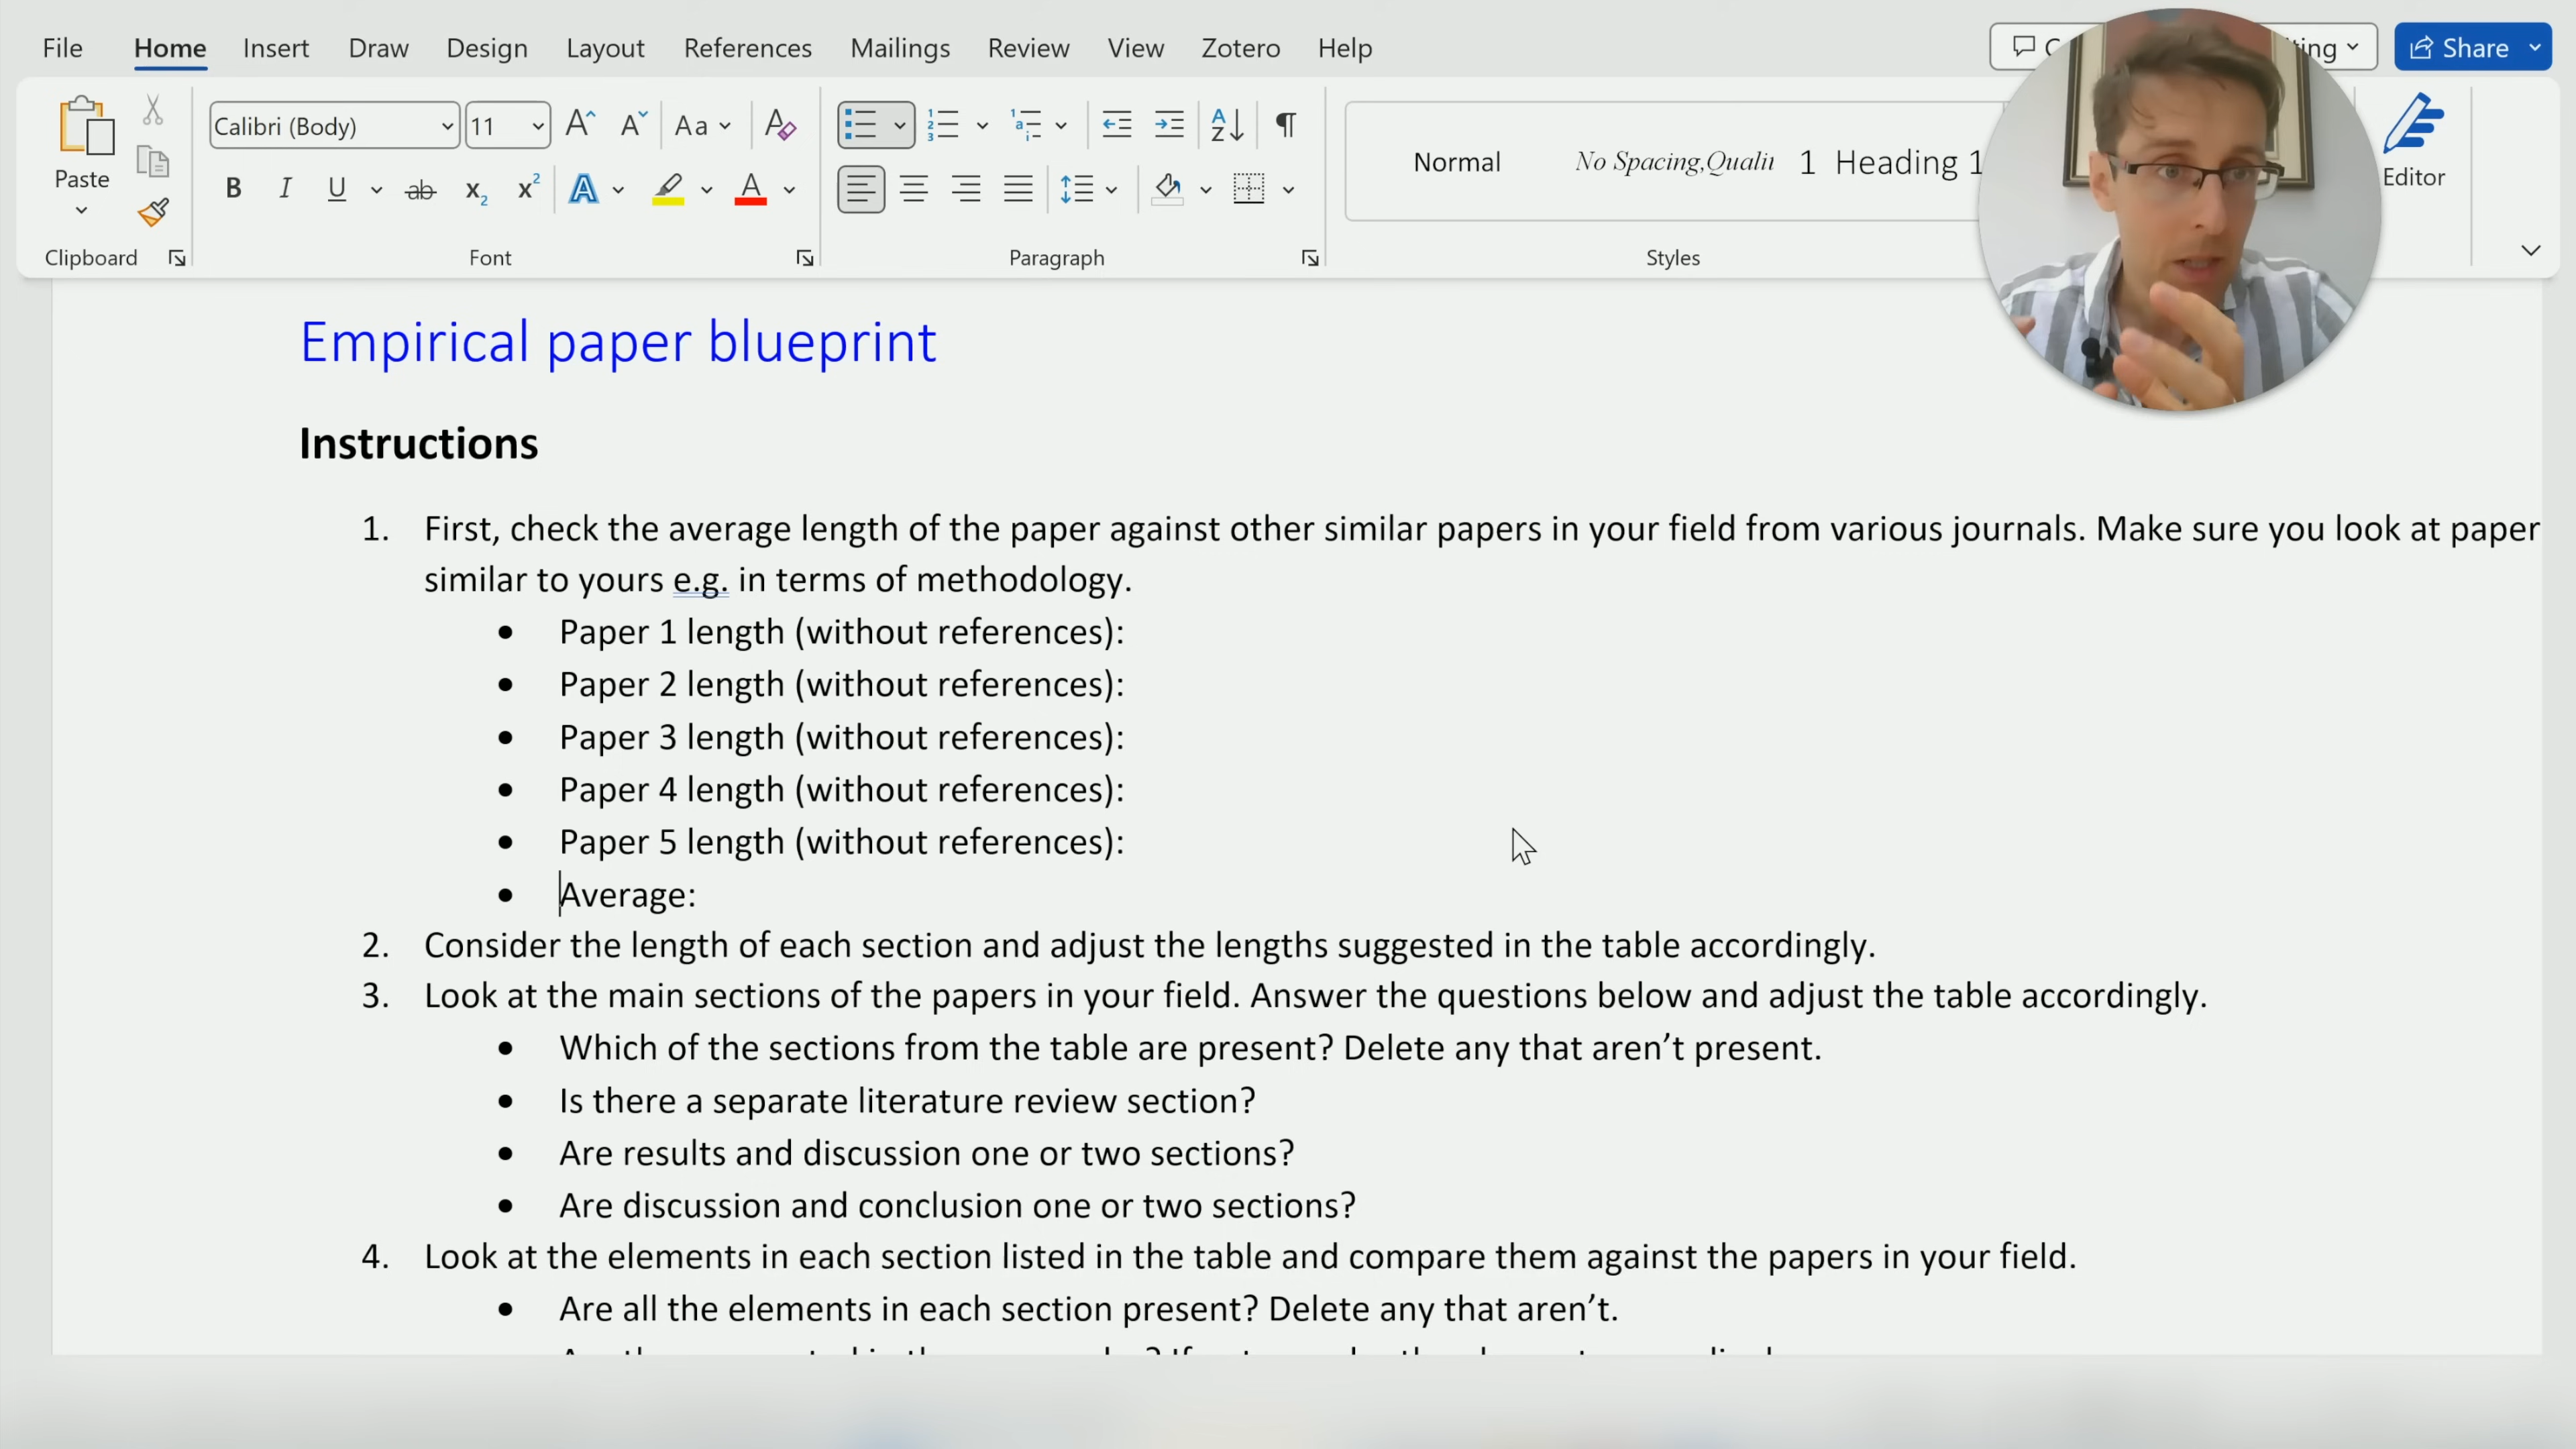 File Home Insert Draw Design Layout References Mailings Review View Zotero Help Share
Calibri (Body) 11
Paste
Normal No Spacing,Qualit 1 Heading 1
Editor
Clipboard Font Paragraph Styles
Empirical paper blueprint
Instructions
1. First, check the average length of the paper against other similar papers in your field from various journals. Make sure you look at paper
similar to yours e.g. in terms of methodology.
• Paper 1 length (without references):
• Paper 2 length (without references):
• Paper 3 length (without references):
• Paper 4 length (without references):
• Paper 5 length (without references):
• Average:
2. Consider the length of each section and adjust the lengths suggested in the table accordingly.
3. Look at the main sections of the papers in your field. Answer the questions below and adjust the table accordingly.
• Which of the sections from the table are present? Delete any that aren’t present.
• Is there a separate literature review section?
• Are results and discussion one or two sections?
• Are discussion and conclusion one or two sections?
4. Look at the elements in each section listed in the table and compare them against the papers in your field.
• Are all the elements in each section present? Delete any that aren’t.